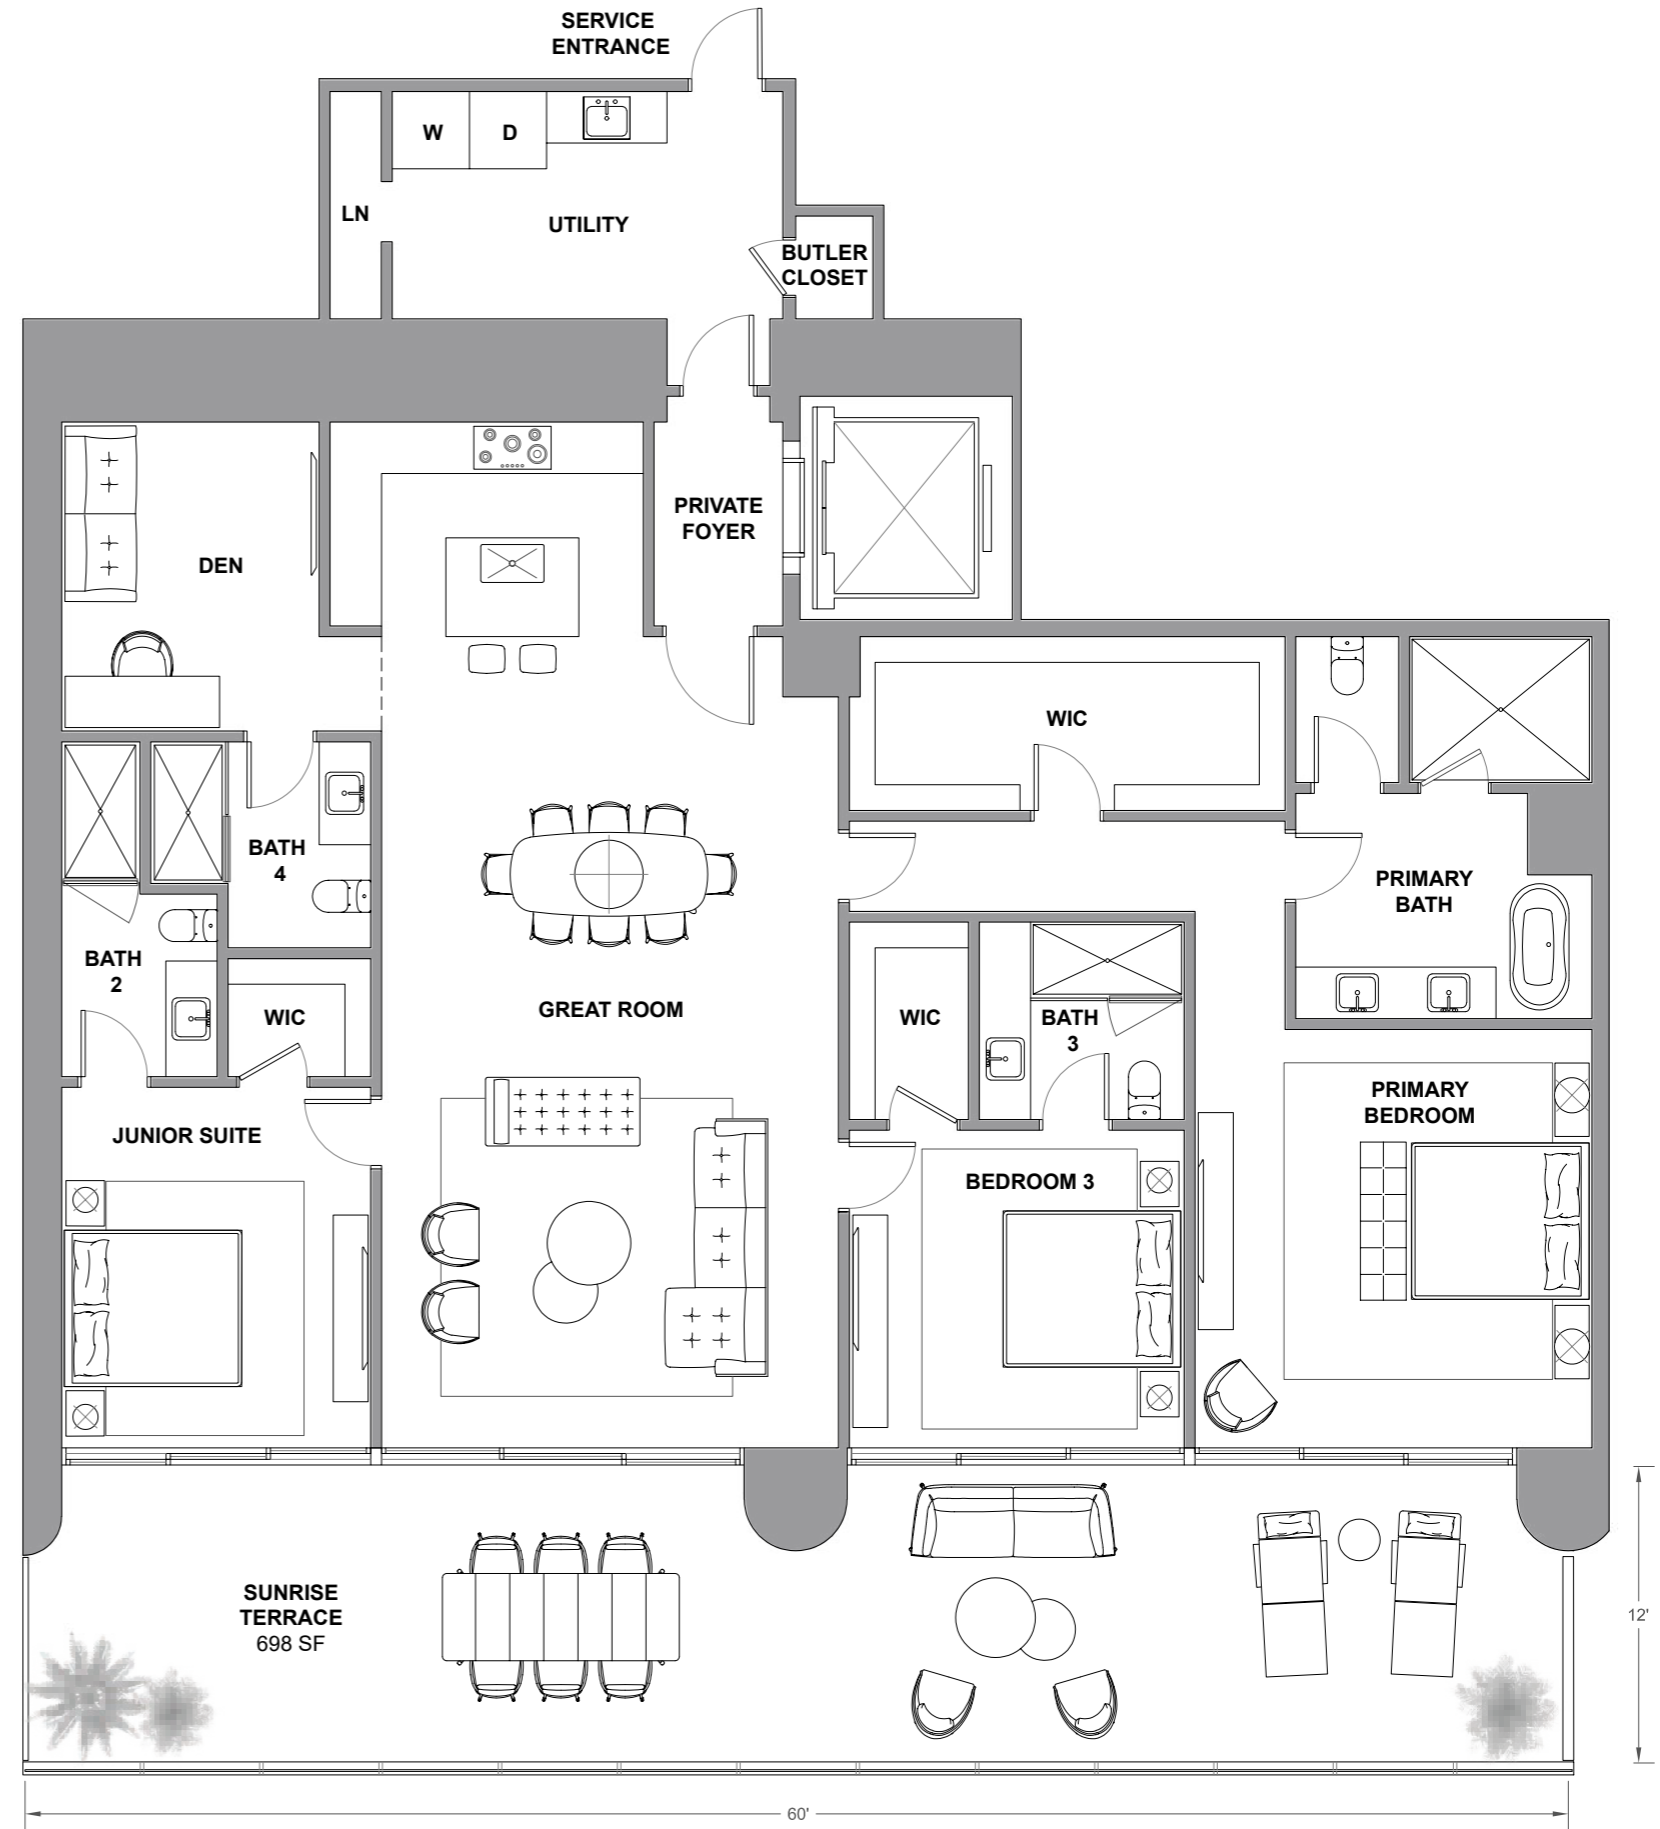 SERVICE
ENTRANCE
W
D
LN
UTILITY
BUTLER
CLOSET
PRIVATE
FOYER
DEN
WIC
BATH
4
PRIMARY
BATH
BATH
2
WIC
GREAT ROOM
WIC
BATH
3
JUNIOR SUITE
BEDROOM 3
PRIMARY
BEDROOM
SUNRISE
TERRACE
698 SF
12'
60'